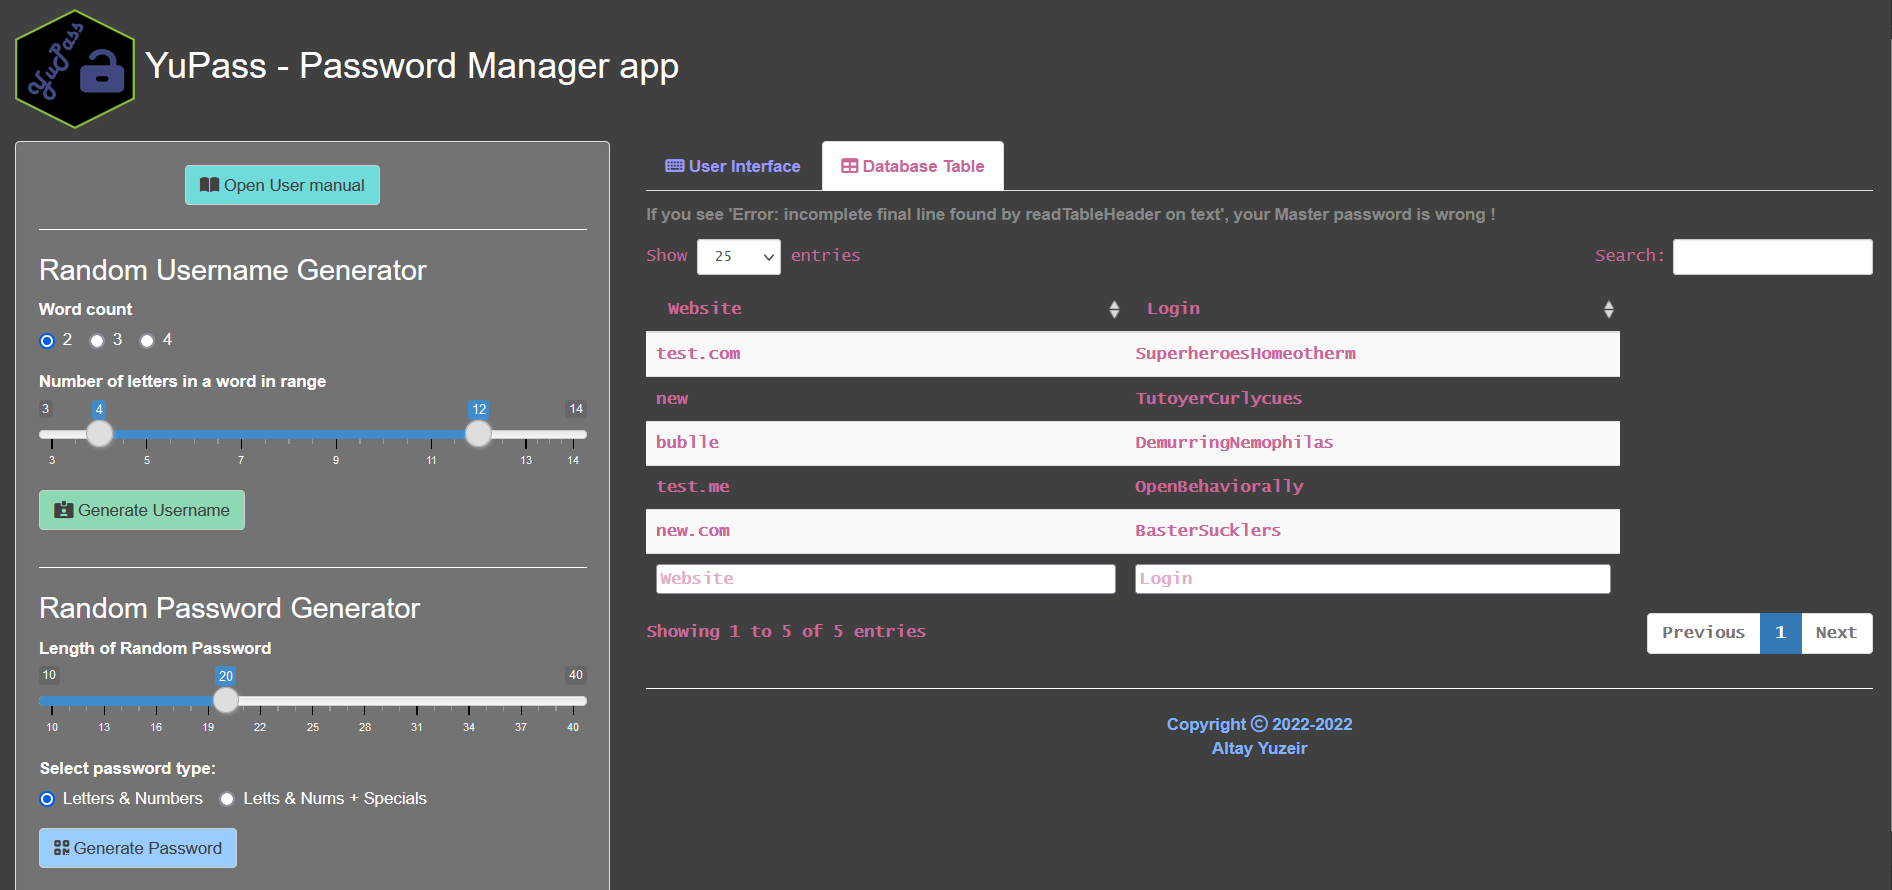 YuPass
YuPass - Password Manager app
Open User manual
Random Username Generator
Word count
2 3 4
Number of letters in a word in range
3 4 12 14
3 5 7 9 11 13 14
Generate Username
Random Password Generator
Length of Random Password
10 20 40
10 13 16 19 22 25 28 31 34 37 40
Select password type:
Letters & Numbers Letts & Nums + Specials
Generate Password
User Interface Database Table
If you see 'Error: incomplete final line found by readTableHeader on text', your Master password is wrong !
Show 25 entries Search:
Website Login
test.com SuperheroesHomeotherm
new TutoyerCurlycues
bublle DemurringNemophilas
test.me OpenBehaviorally
new.com BasterSucklers
Website Login
Showing 1 to 5 of 5 entries Previous 1 Next
Copyright © 2022-2022
Altay Yuzeir